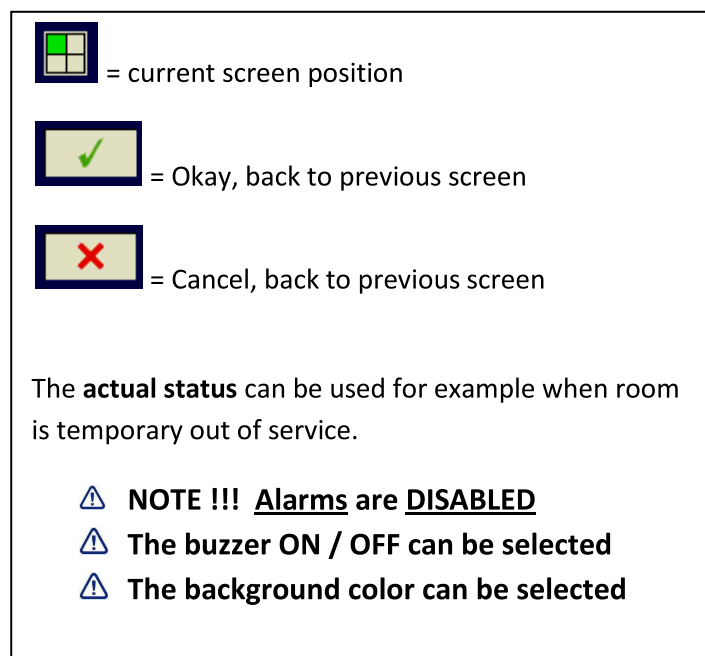 = current screen position
= Okay, back to previous screen
= Cancel, back to previous screen
The actual status can be used for example when room
is temporary out of service.
NOTE !!! Alarms are DISABLED
The buzzer ON / OFF can be selected
The background color can be selected